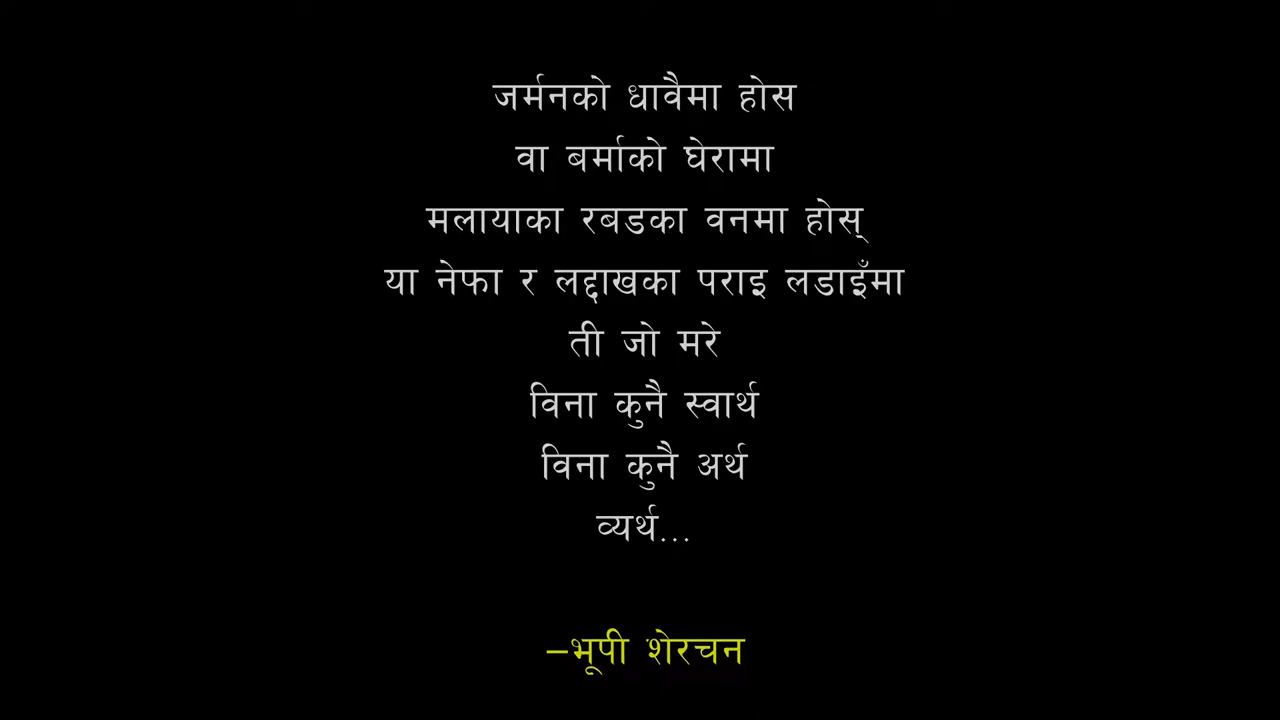 जर्मनको धावैमा होस
वा बर्माको घेरामा
मलायाका रबडका वनमा होस्
या नेफा र लद्दाखका पराइ लडाइँमा
ती जो मरे
विना कुनै स्वार्थ
विना कुनै अर्थ
व्यर्थ...
–भूपी शेरचन